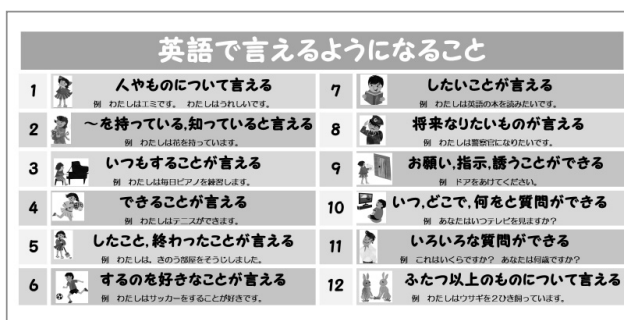 英語で言えるようになること
1 人やものについて言える
例 わたしはエミです。 わたしはうれしいです。
2 ～を持っている,知っていると言える
例 わたしは花を持っています。
3 いつもすることが言える
例 わたしは毎日ピアノを練習します。
4 できることが言える
例 わたしはテニスができます。
5 したこと,終わったことが言える
例 わたしは。きのう部屋をそうじしました。
6 するのを好きなことが言える
例 わたしはサッカーをすることが好きです。
7 したいことが言える
例 わたしは英語の本を読みたいです。
8 将来なりたいものが言える
例 わたしは警察官になりたいです。
9 お願い,指示,誘うことができる
例 ドアをあけてください。
10 いつ,どこで,何をと質問ができる
例 あなたはいつテレビを見ますか?
11 いろいろな質問ができる
例 これはいくらですか? あなたは何歳ですか?
12 ふたつ以上のものについて言える
例 わたしはウサギを2ひき飼っています。